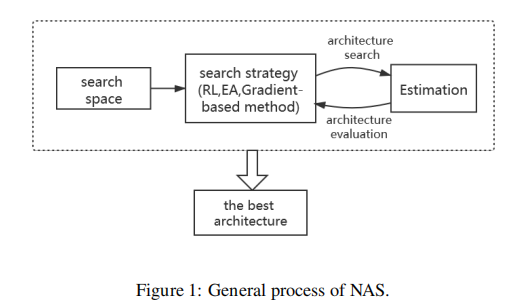 search
space
search strategy
(RL,EA,Gradient-
based method)
architecture
search
Estimation
architecture
evaluation
the best
architecture
Figure 1: General process of NAS.